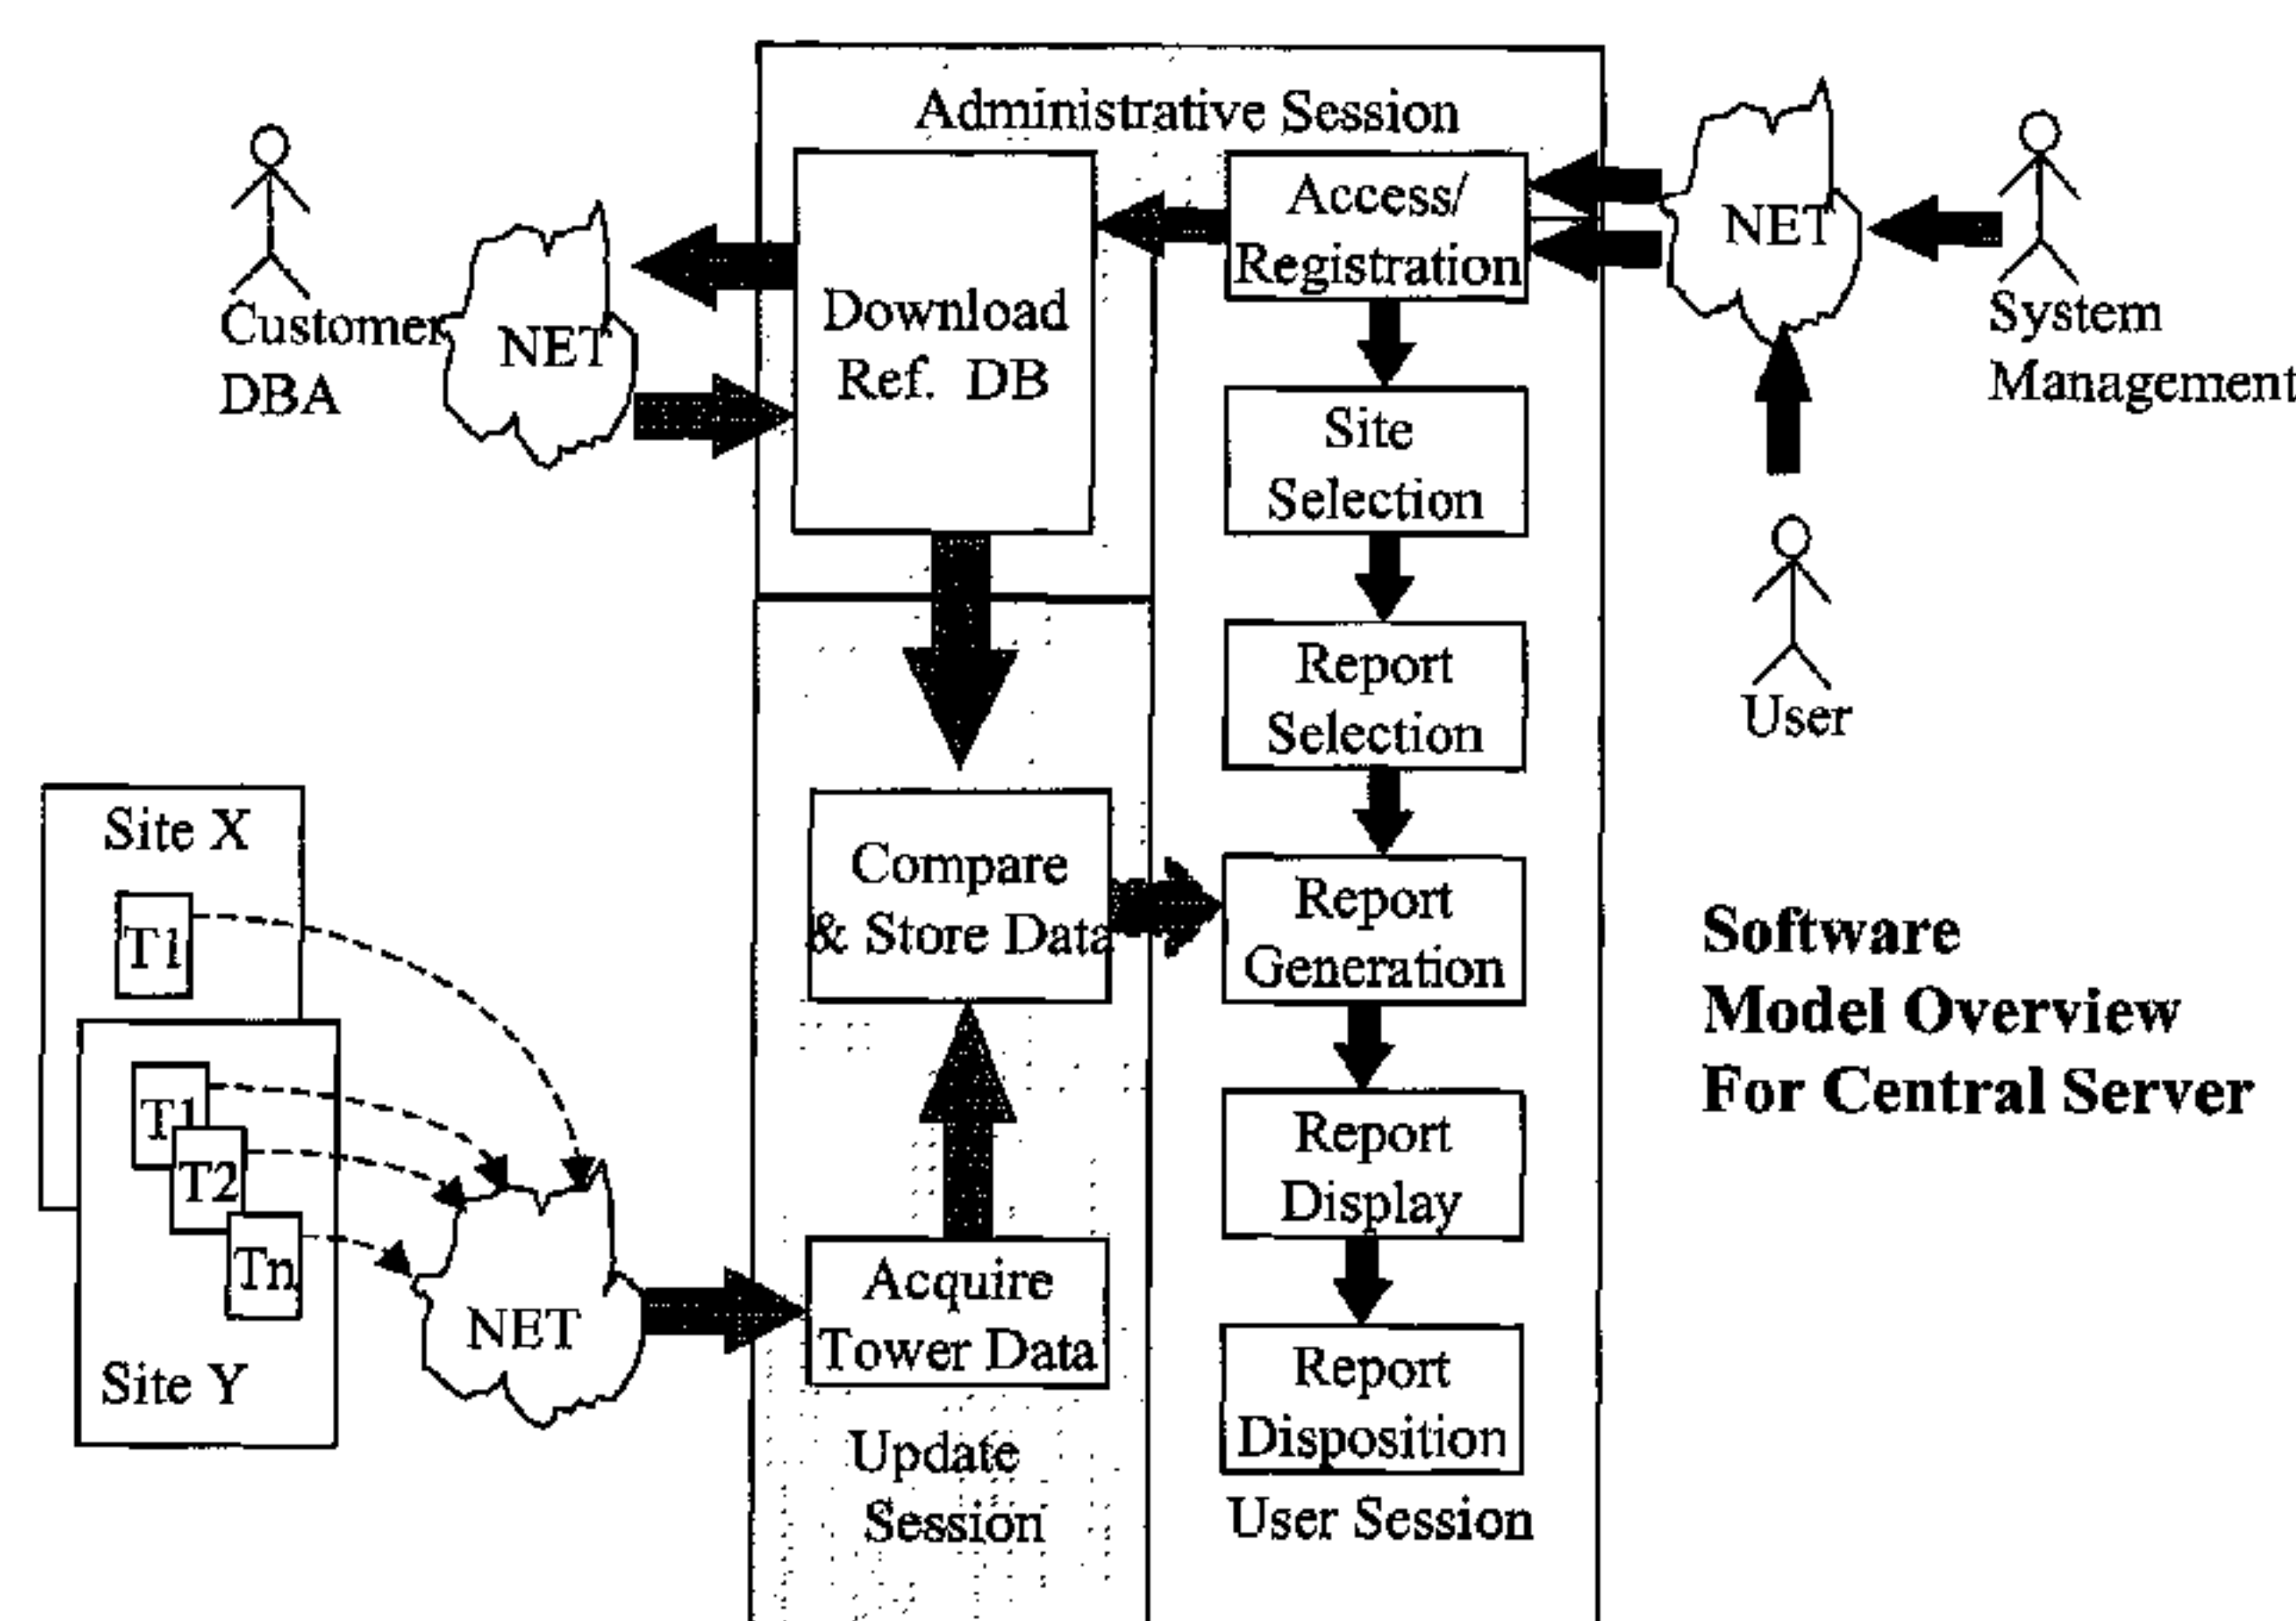 Administrative Session
Customer
DBA
NET
Download
Ref. DB
Access/
Registration
NET
System
Management
Site
Selection
Report
Selection
User
Site X
T1
Compare
& Store Data
Report
Generation
Software
Model Overview
For Central Server
T1
T2
Tn
Site Y
NET
Acquire
Tower Data
Report
Display
Report
Disposition
Update
Session
User Session